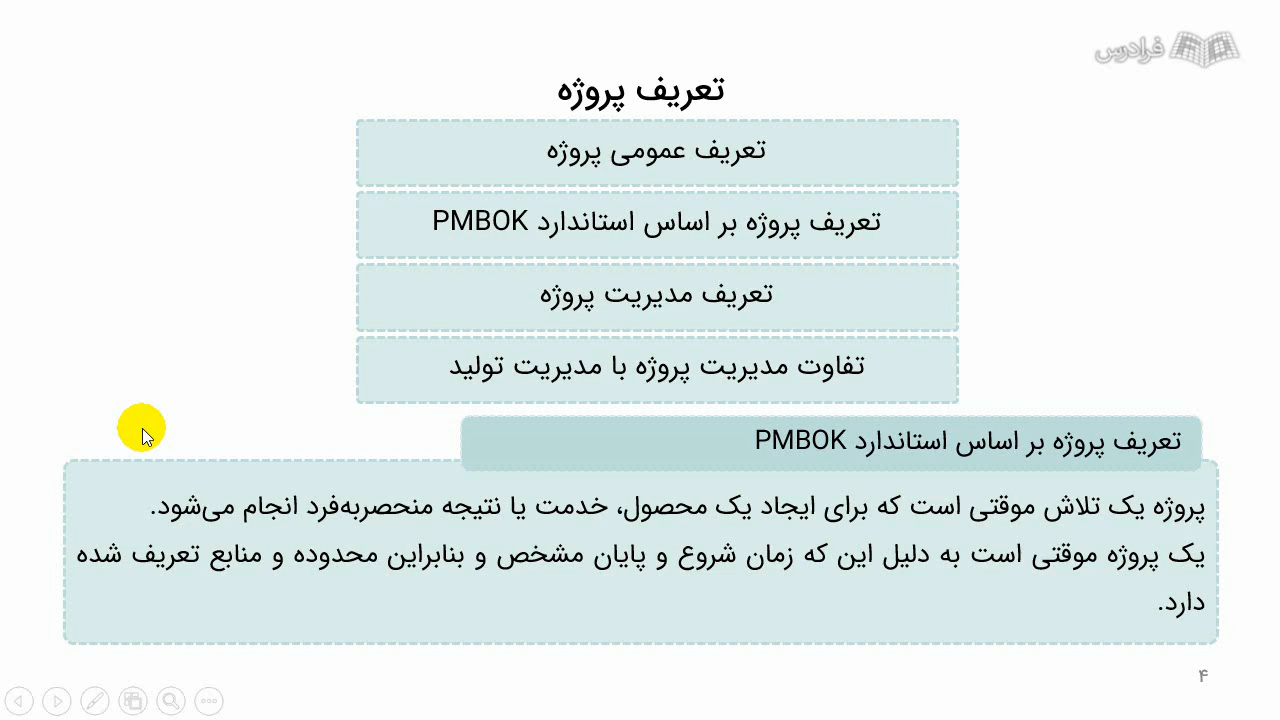 فرادرس
تعریف پروژه
تعریف عمومی پروژه
تعریف پروژه بر اساس استاندارد PMBOK
تعریف مدیریت پروژه
تفاوت مدیریت پروژه با مدیریت تولید
تعریف پروژه بر اساس استاندارد PMBOK
پروژه یک تلاش موقتی است که برای ایجاد یک محصول، خدمت یا نتیجه منحصربه‌فرد انجام می‌شود.
یک پروژه موقتی است به دلیل این که زمان شروع و پایان مشخص و بنابراین محدوده و منابع تعریف شده
دارد.
۴